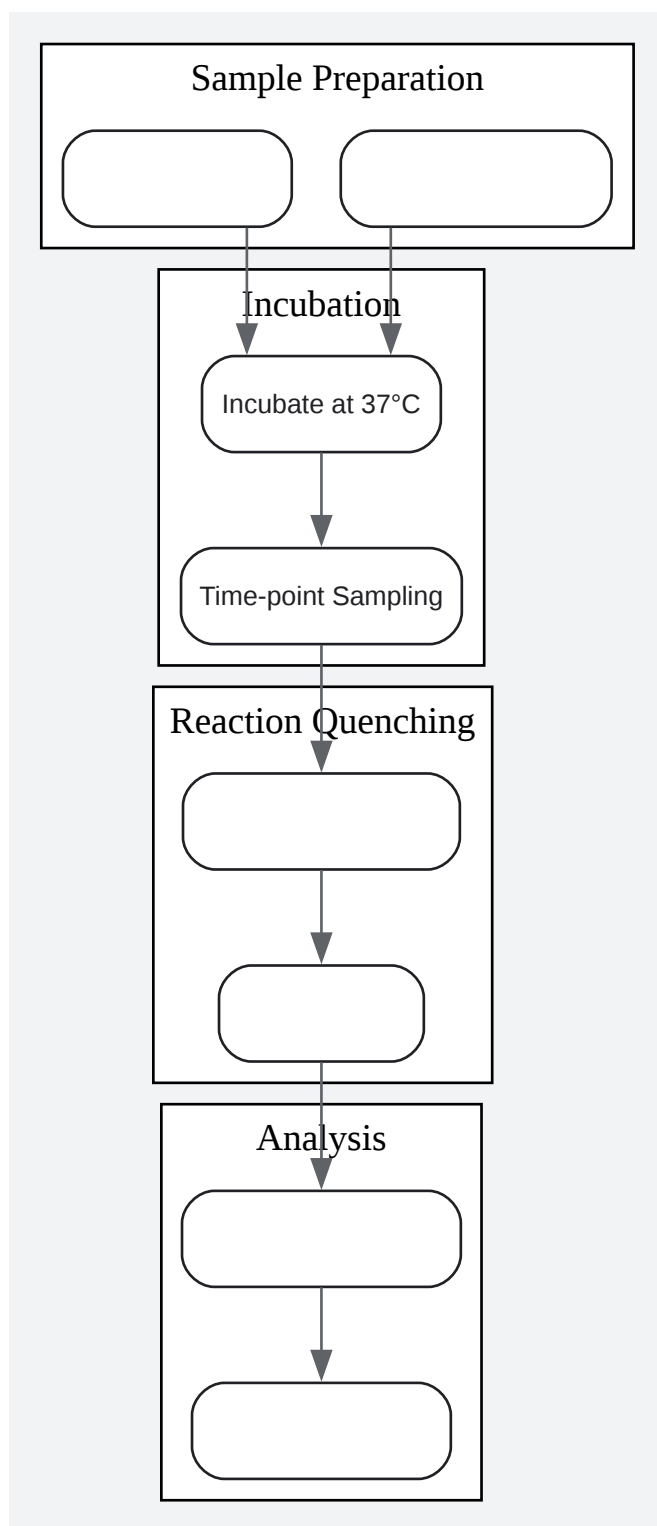 Sample Preparation
Incubation
Incubate at 37°C
Time-point Sampling
Reaction Quenching
Analysis